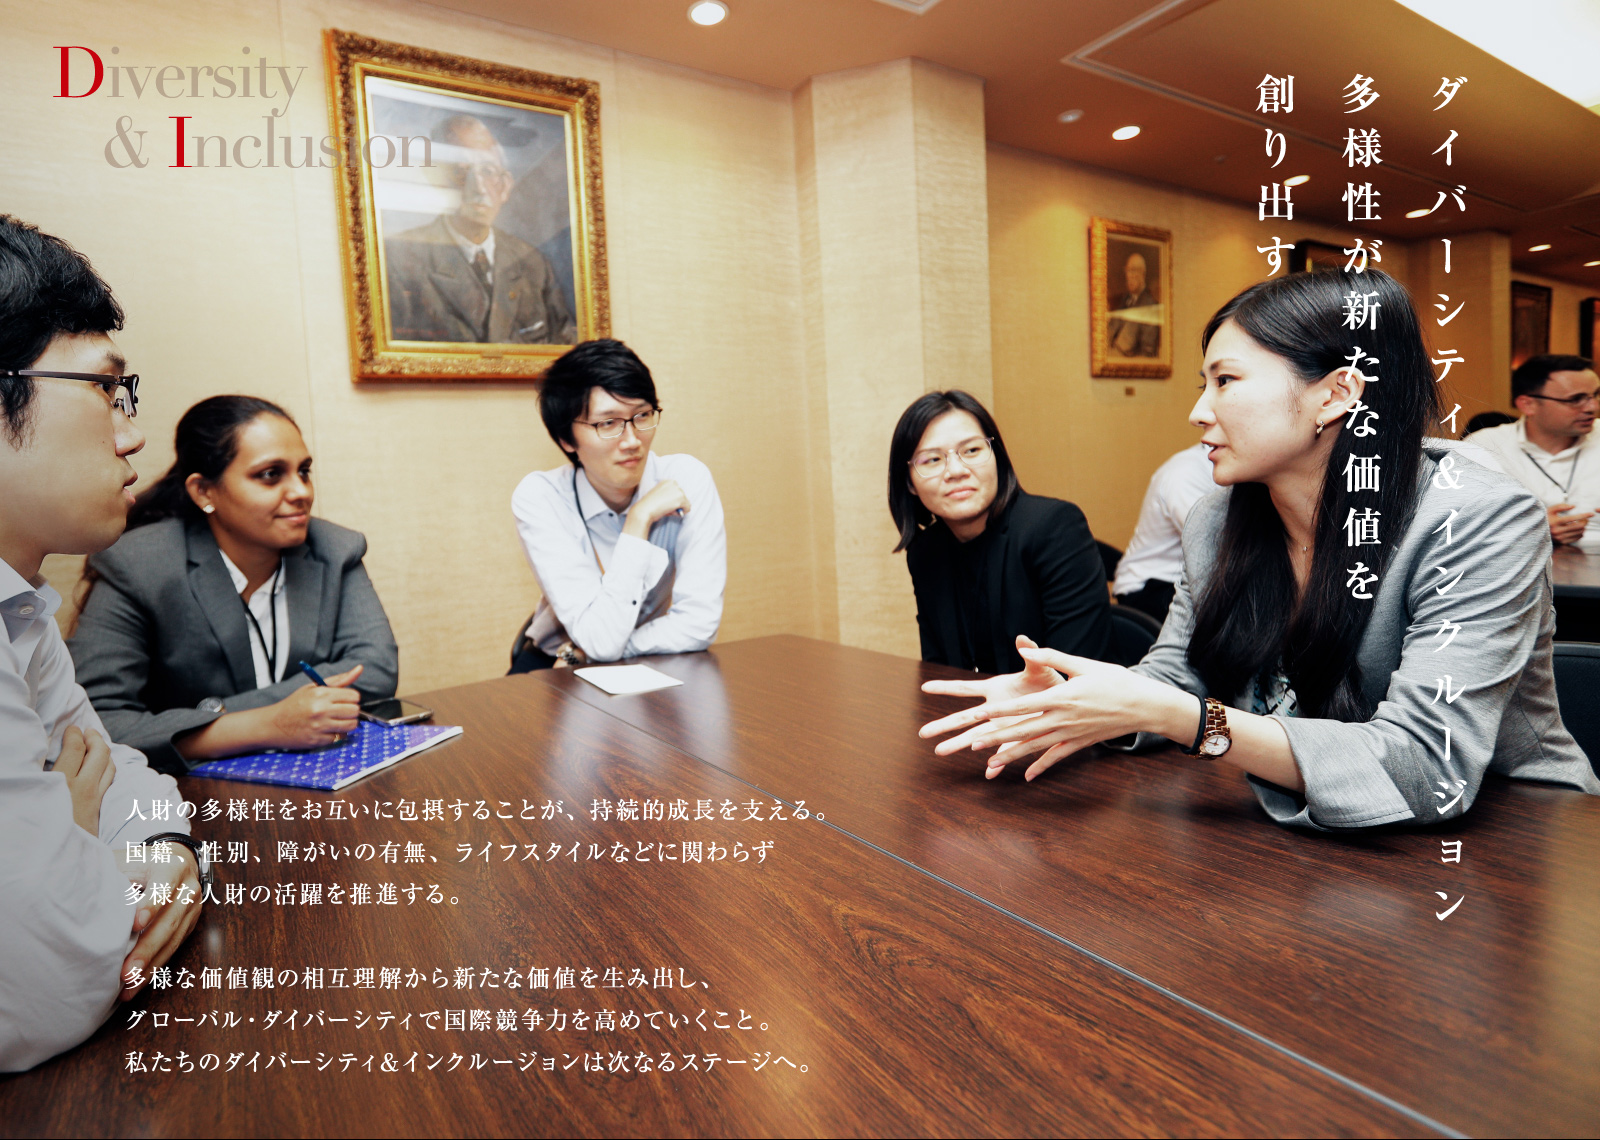 Diversity
& Inclusion
ダイバーシティ&インクルージョン
多様性が新たな価値を
創り出す
人財の多様性をお互いに包摂することが、持続的成長を支える。
国籍、性別、障がいの有無、ライフスタイルなどに関わらず
多様な人財の活躍を推進する。
多様な価値観の相互理解から新たな価値を生み出し、
グローバル・ダイバーシティで国際競争力を高めていくこと。
私たちのダイバーシティ&インクルージョンは次なるステージへ。